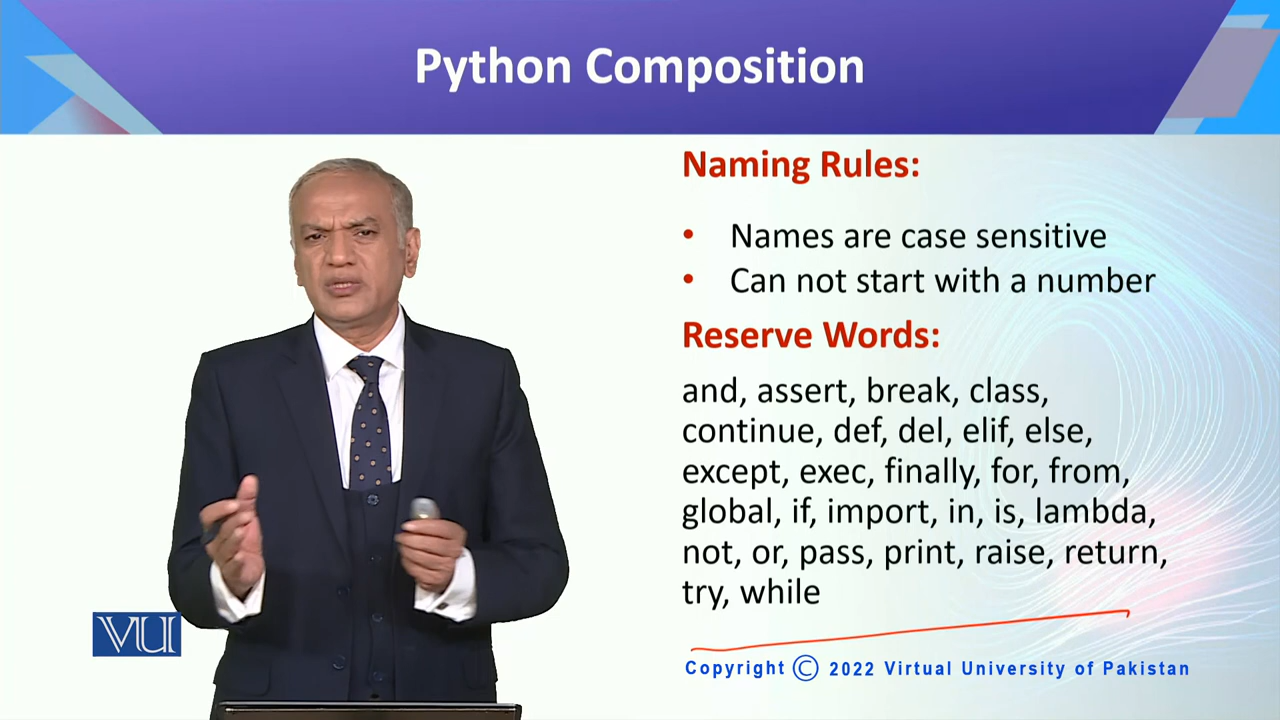 Python Composition
Naming Rules:
• Names are case sensitive
• Can not start with a number
Reserve Words:
and, assert, break, class,
continue, def, del, elif, else,
except, exec, finally, for, from,
global, if, import, in, is, lambda,
not, or, pass, print, raise, return,
try, while
VU
Copyright © 2022 Virtual University of Pakistan